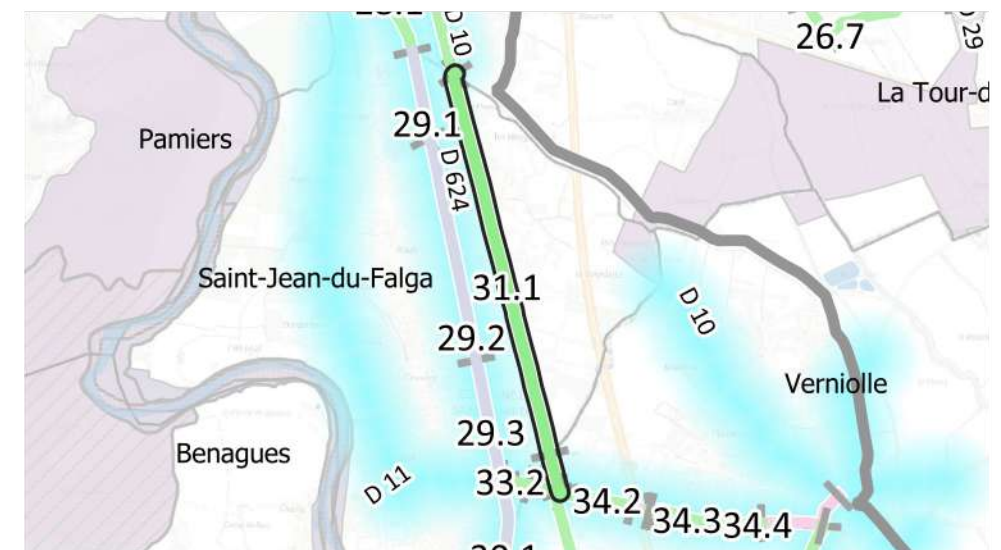 D 10
D 29
26.7
La Tour-d
29.1
Pamiers
D 624
Saint-Jean-du-Falga
31.1
D 10
29.2
Verniolle
29.3
Benagues
D 11
33.2
34.2
34.3
34.4